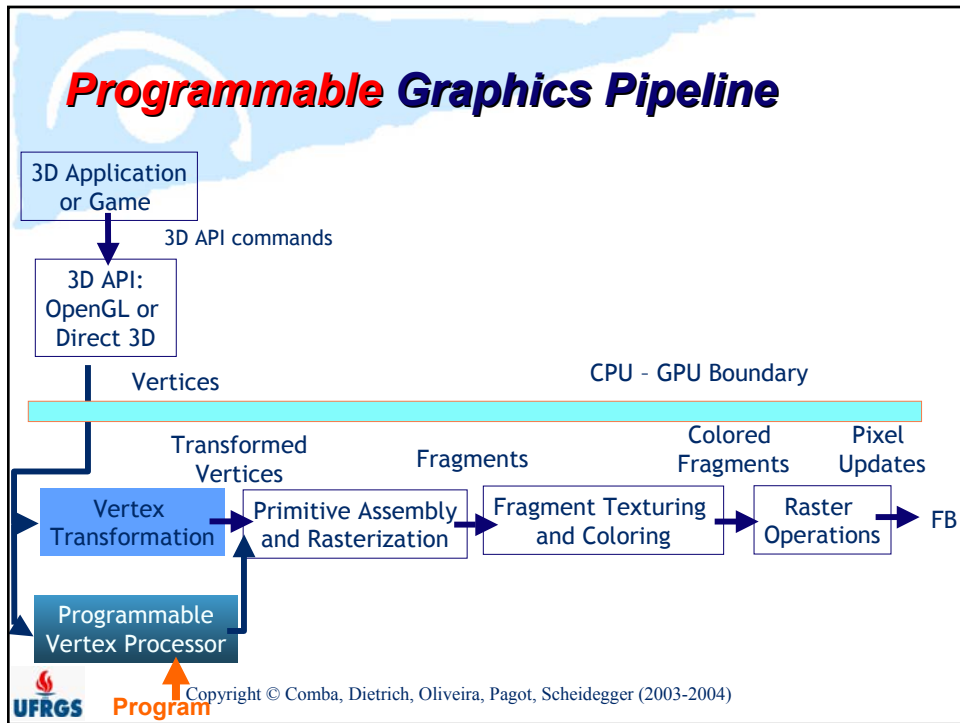 Programmable Graphics Pipeline
3D Application
or Game
3D API commands
3D API:
OpenGL or
Direct 3D
Vertices
CPU – GPU Boundary
Transformed
Vertices
Fragments
Colored
Fragments
Pixel
Updates
Vertex
Transformation
Primitive Assembly
and Rasterization
Fragment Texturing
and Coloring
Raster
Operations
FB
Programmable
Vertex Processor
UFRGS
Program
Copyright © Comba, Dietrich, Oliveira, Pagot, Scheidegger (2003-2004)